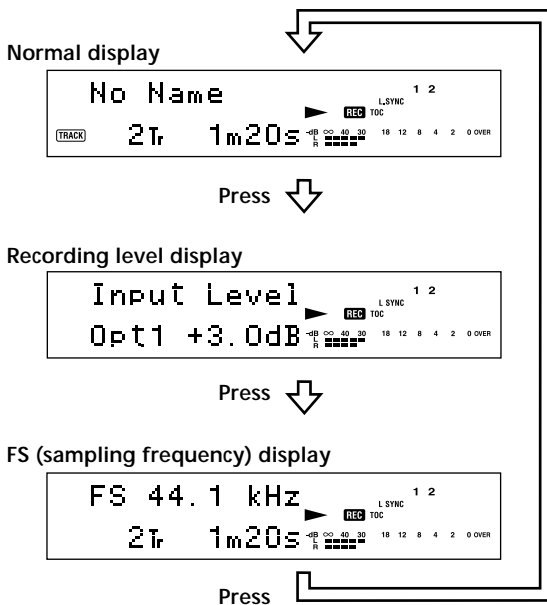 Normal display
No Name
1 2
L.SYNC
REC TOC
TRACK 2Tr 1m20s -dB ∞ 40 30 18 12 8 4 2 0 OVER
L
R
Press
Recording level display
Input Level
1 2
L SYNC
REC TOC
Opt1 +3.0dB -dB ∞ 40 30 18 12 8 4 2 0 OVER
L
R
Press
FS (sampling frequency) display
FS 44.1 kHz
1 2
L SYNC
REC TOC
2Tr 1m20s -dB ∞ 40 30 18 12 8 4 2 0 OVER
L
R
Press